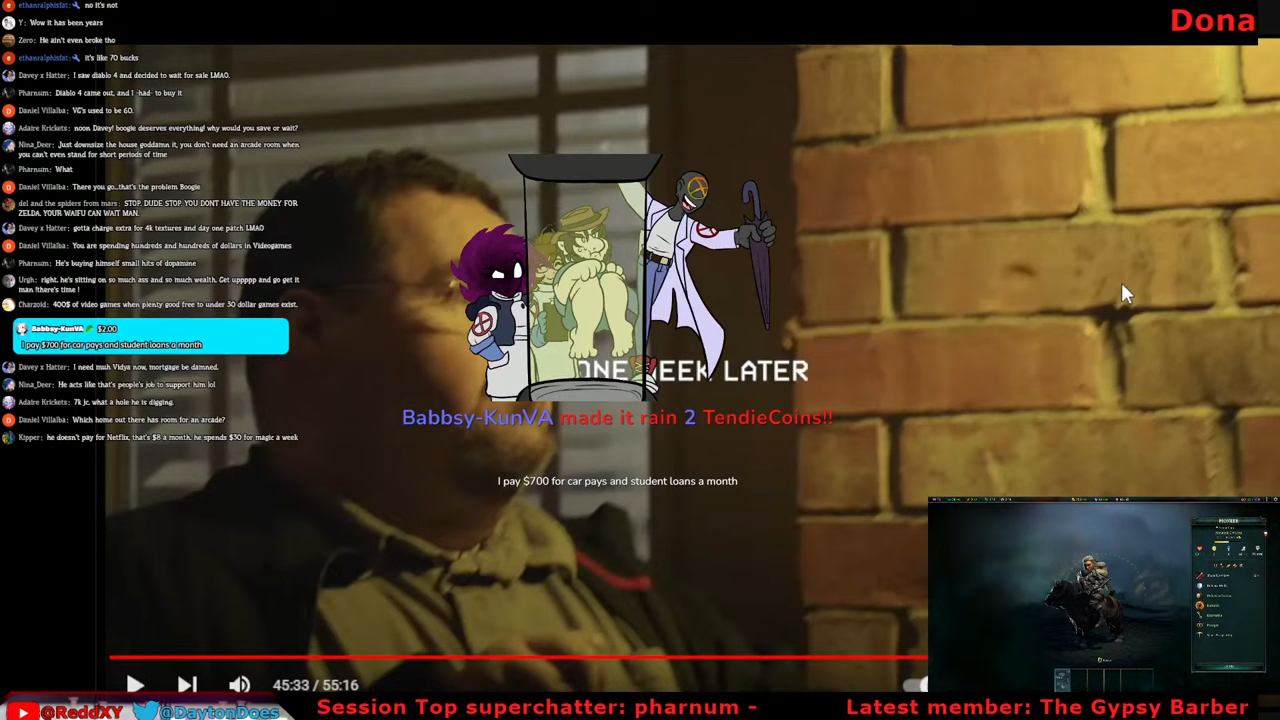 ethanralphisfat: no it's not
Y: Wow it has been years
Zero: He ain't even broke tho
ethanralphisfat: it's like 70 bucks
Davey x Hatter: I saw diablo 4 and decided to wait for sale LMAO.
Pharnum: Diablo 4 came out, and I -had- to buy it
Daniel Villalba: VG's used to be 60.
Adaire Krickets: noon Davey! boogie deserves everything! why would you save or wait?
Nina_Deer: Just downsize the house goddamn it, you don't need an arcade room when
you can't even stand for short periods of time
Pharnum: What
Daniel Villalba: There you go...that's the problem Boogie
del and the spiders from mars: STOP. DUDE STOP. YOU DONT HAVE THE MONEY FOR
ZELDA. YOUR WAIFU CAN WAIT MAN.
Davey x Hatter: gotta charge extra for 4k textures and day one patch LMAO
Daniel Villalba: You are spending hundreds and hundreds of dollars in Videogames
Pharnum: He's buying himself small hits of dopamine
Urgh: right. he's sitting on so much ass and so much wealth. Get uppppp and go get it
man !there's time !
Charzoid: 400$ of video games when plenty good free to under 30 dollar games exist.
Babbsy-KunVA $2.00
I pay $700 for car pays and student loans a month
Davey x Hatter: I need muh Vidya now, mortgage be damned.
Nina_Deer: He acts like that's people's job to support him lol
Adaire Krickets: 7k jc. what a hole he is digging.
Daniel Villalba: Which home out there has room for an arcade?
Kipper: he doesn't pay for Netflix, that's $8 a month. he spends $30 for magic a week
Dona
ONE WEEK LATER
Babbsy-KunVA made it rain 2 TendieCoins!!
I pay $700 for car pays and student loans a month
PIONEER
45:33 / 55:16
@ReddXY
@DaytonDoes
Session Top superchatter: pharnum -
Latest member: The Gypsy Barber